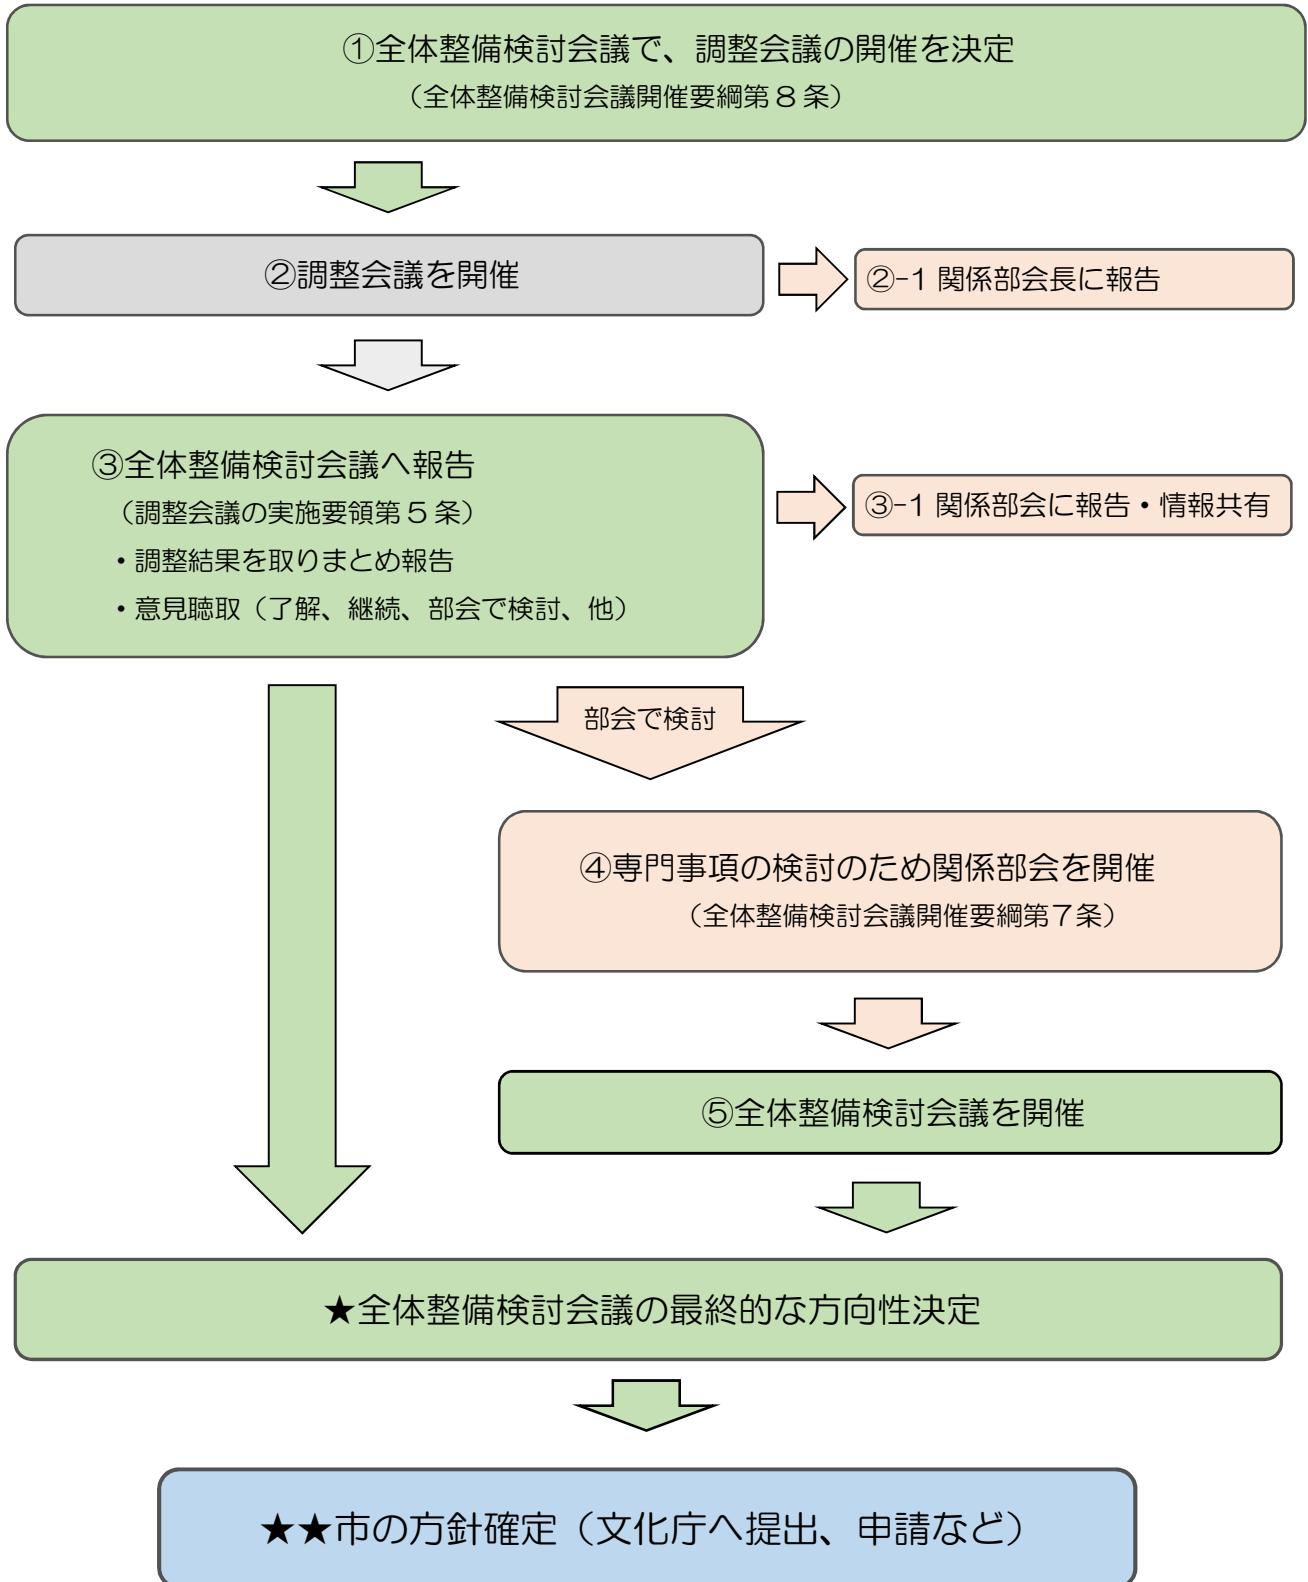 ①全体整備検討会議で、調整会議の開催を決定
（全体整備検討会議開催要綱第８条）
②調整会議を開催
②-1 関係部会長に報告
③全体整備検討会議へ報告
（調整会議の実施要領第５条）
・調整結果を取りまとめ報告
・意見聴取（了解、継続、部会で検討、他）
③-1 関係部会に報告・情報共有
部会で検討
④専門事項の検討のため関係部会を開催
（全体整備検討会議開催要綱第７条）
⑤全体整備検討会議を開催
★全体整備検討会議の最終的な方向性決定
★★市の方針確定（文化庁へ提出、申請など）